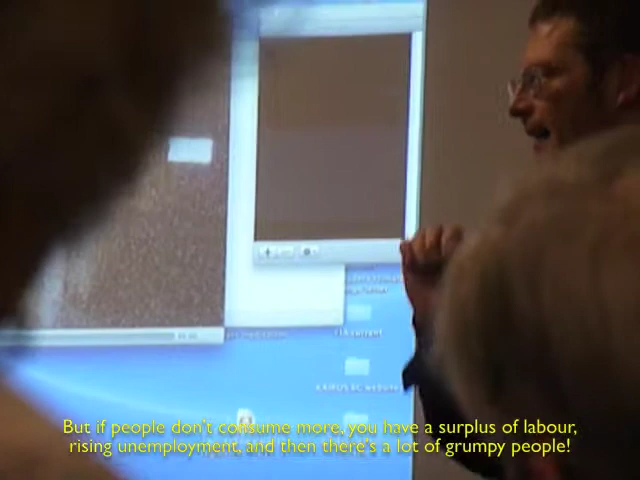 But if people don't consume more, you have a surplus of labour,
rising unemployment, and then there's a lot of grumpy people!